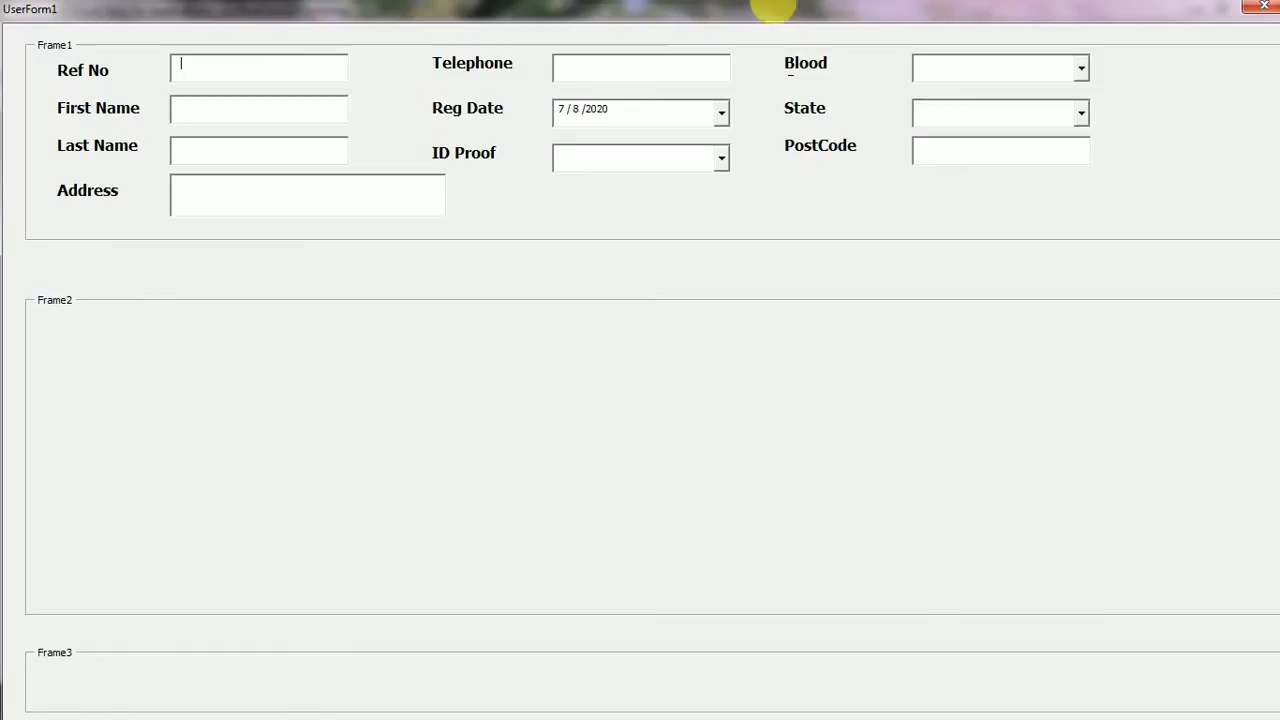 UserForm1
Frame1
Ref No
Telephone
Blood
First Name
Reg Date
7 / 8 /2020
State
Last Name
ID Proof
PostCode
Address
Frame2
Frame3